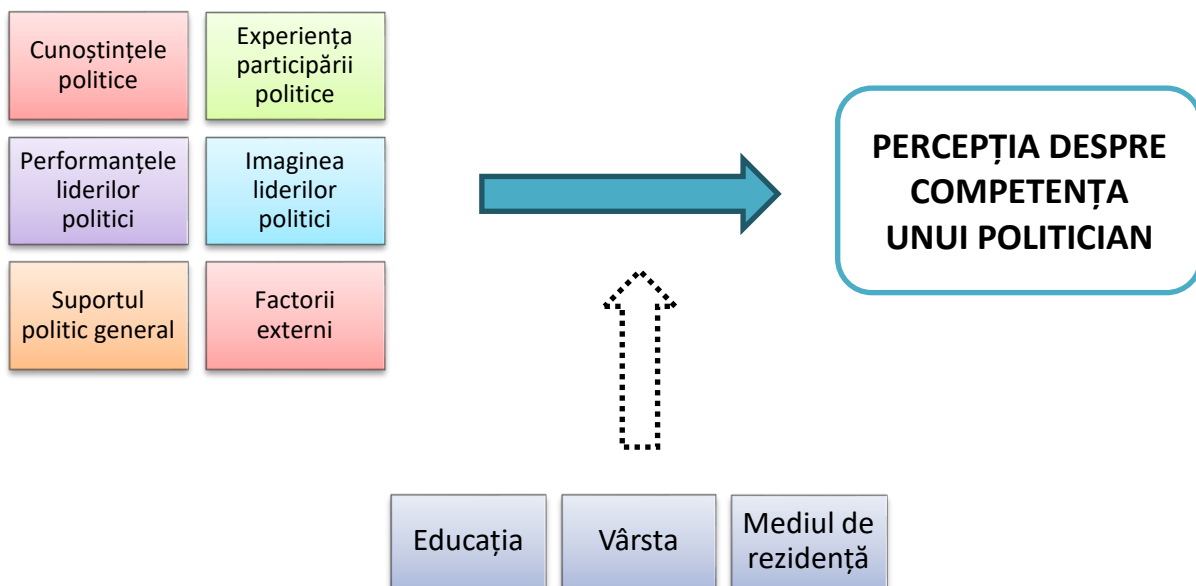 Cunoștințele
politice
Experiența
participării
politice
Performanțele
liderilor
politici
Imaginea
liderilor
politici
Suportul
politic general
Factorii
externi
PERCEPȚIA DESPRE
COMPETENȚA
UNUI POLITICIAN
Educația
Vârsta
Mediul de
rezidență